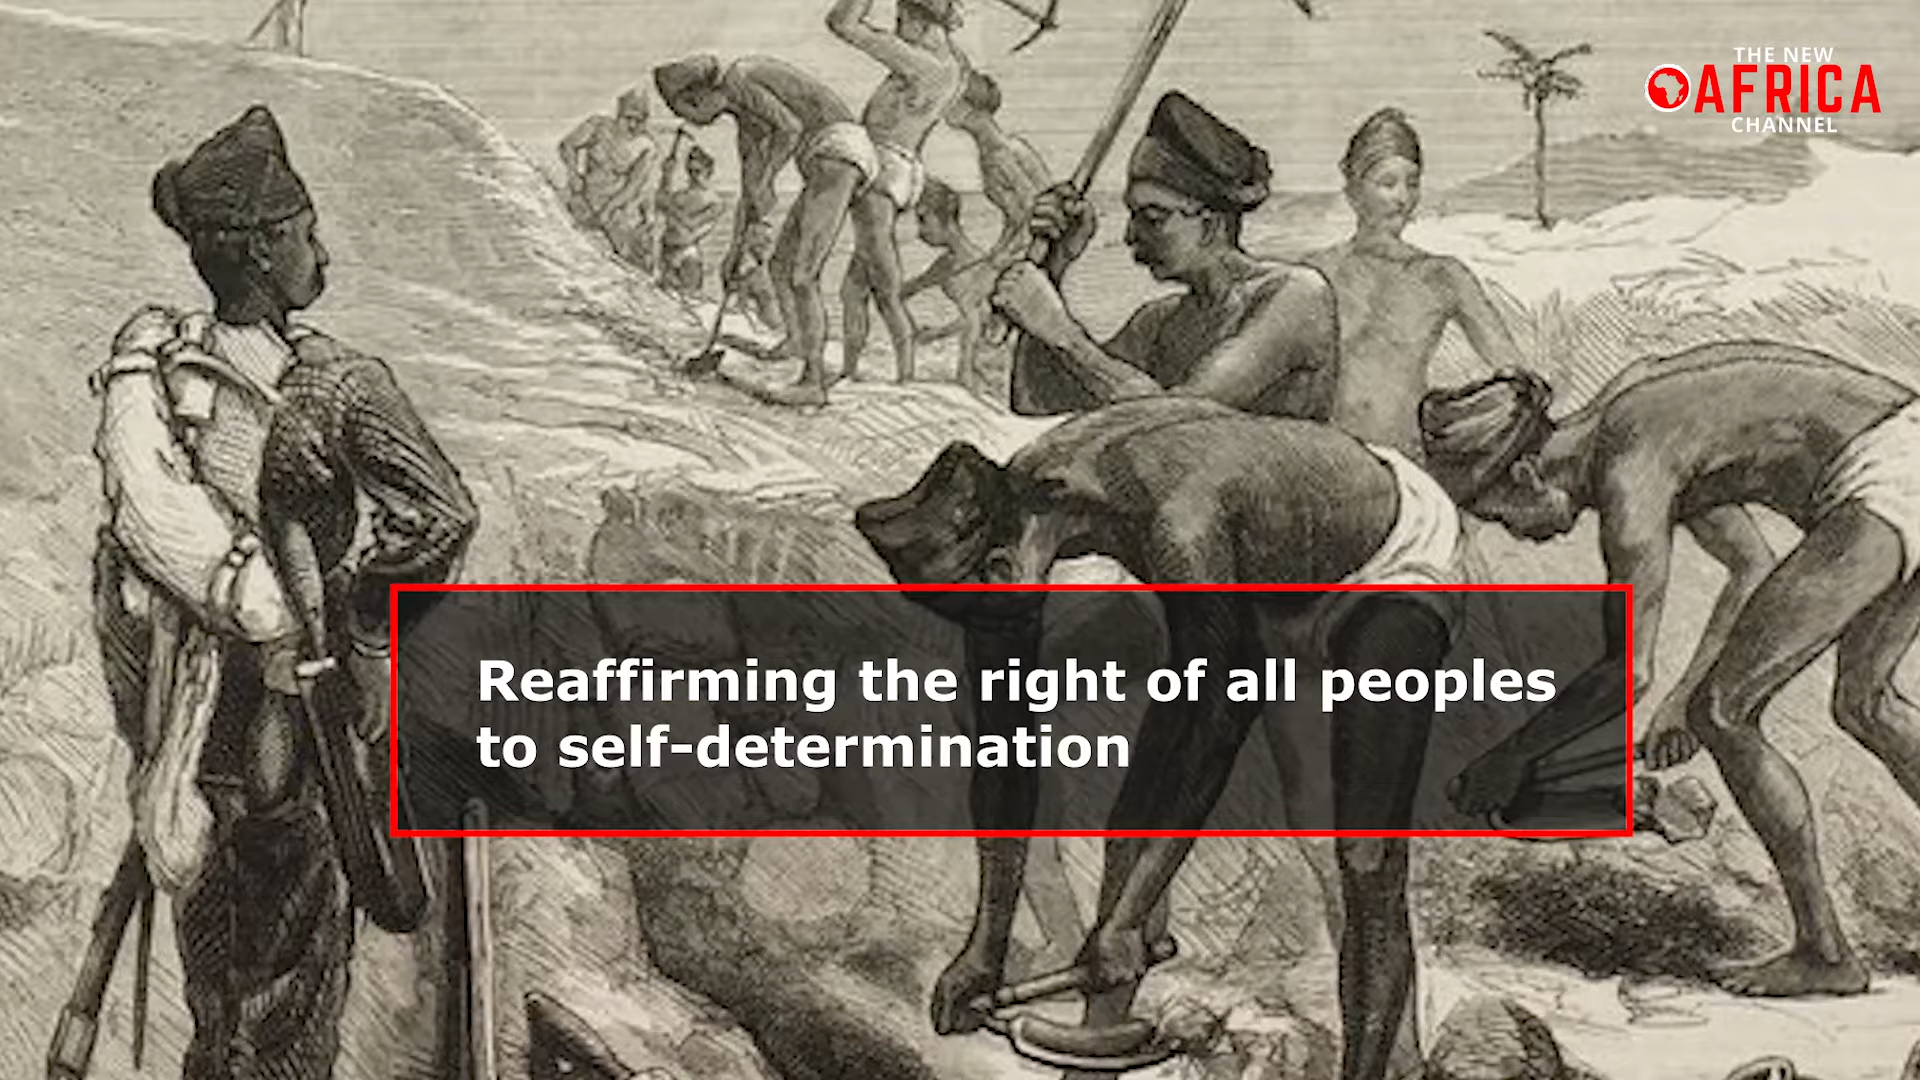 THE NEW
AFRICA
CHANNEL
Reaffirming the right of all peoples
to self-determination